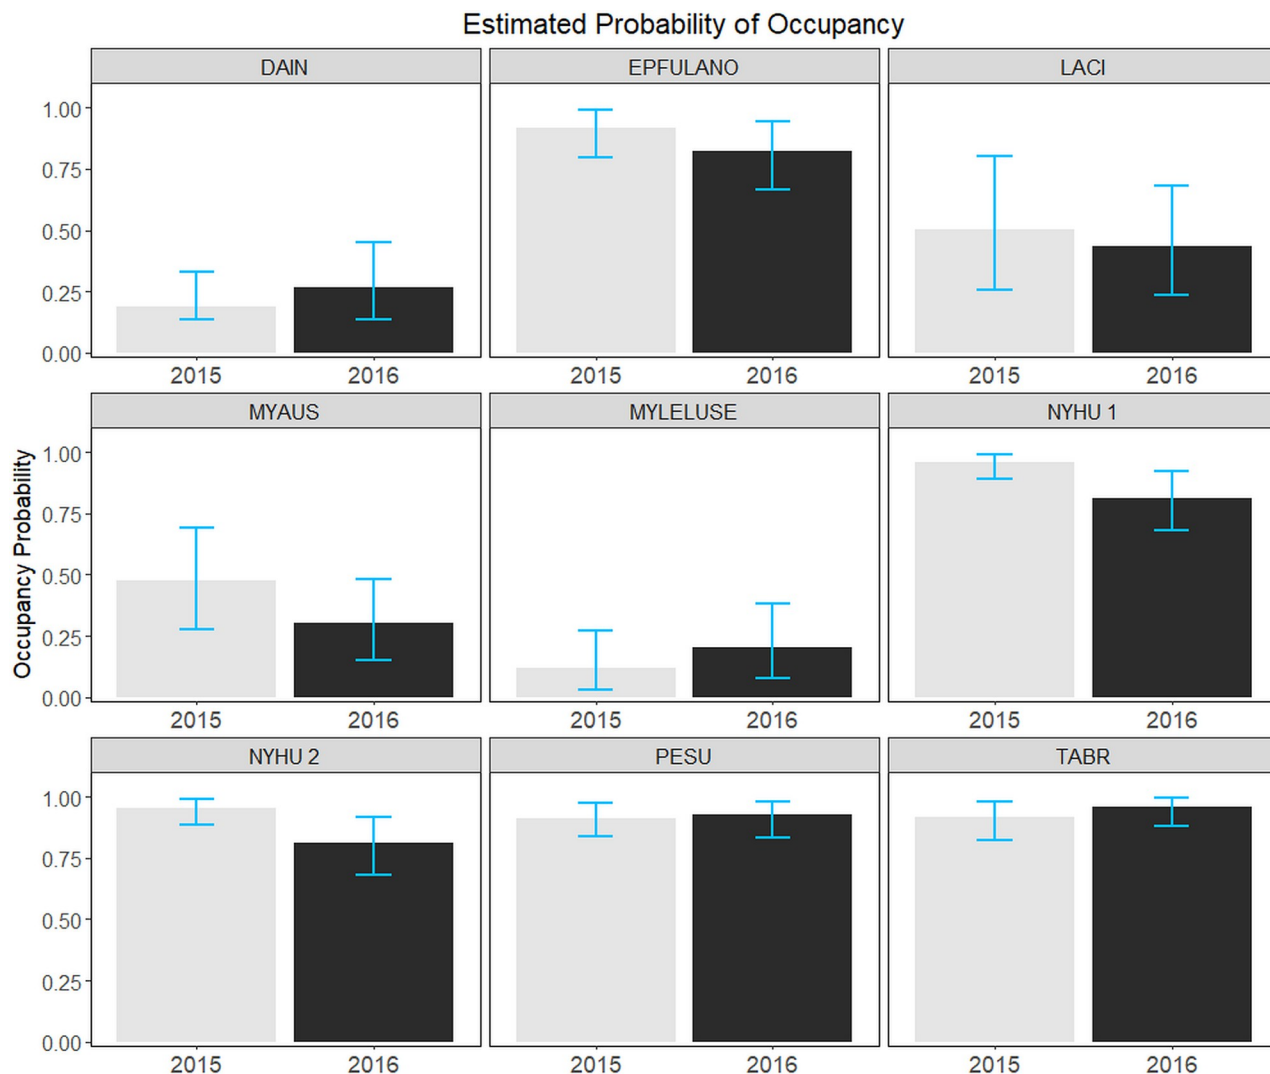 Estimated Probability of Occupancy
DAIN EPFULANO LACI
1.00
0.75
0.50
0.25
0.00
2015 2016 2015 2016 2015 2016
MYAUS MYLELUSE NYHU 1
Occupancy Probability
1.00
0.75
0.50
0.25
0.00
2015 2016 2015 2016 2015 2016
NYHU 2 PESU TABR
1.00
0.75
0.50
0.25
0.00
2015 2016 2015 2016 2015 2016